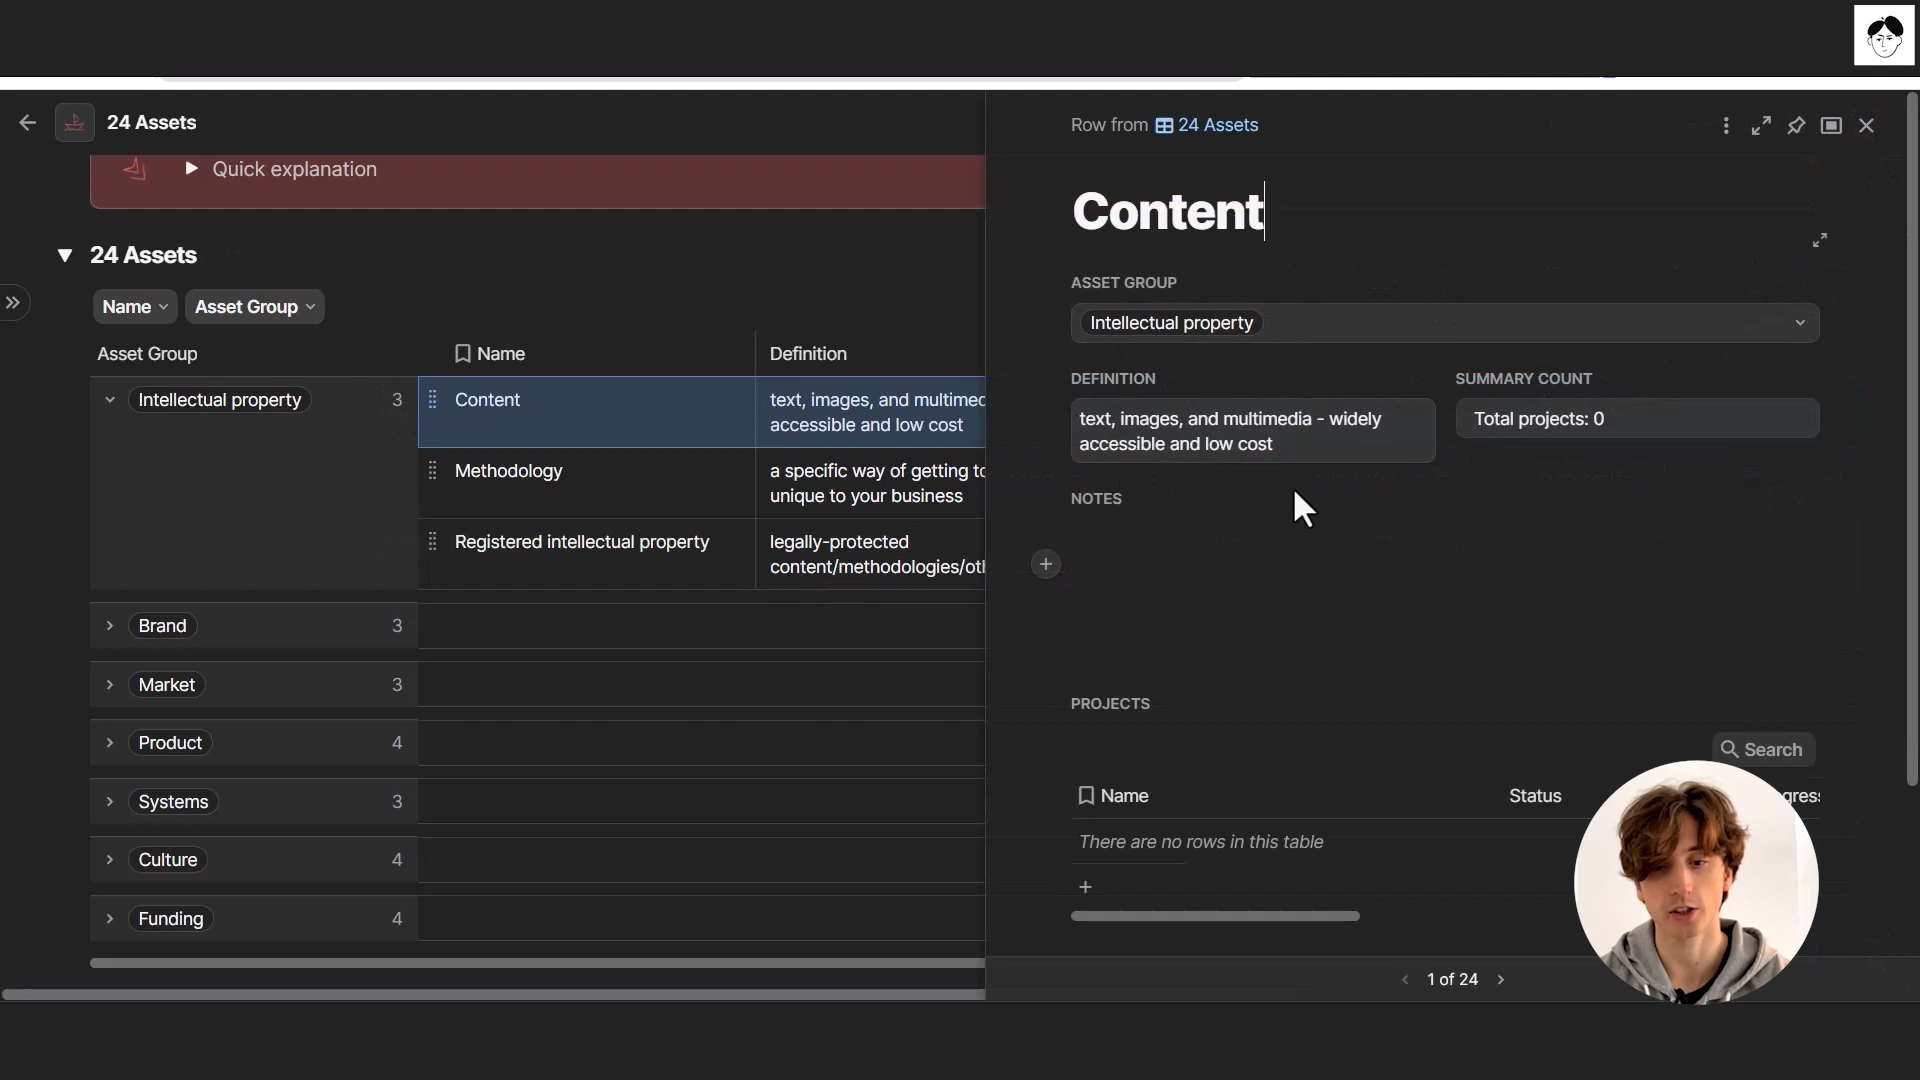 24 Assets
Quick explanation
24 Assets
Name
Asset Group
Asset Group
Name
Definition
Intellectual property
3
Content
text, images, and
accessible and low cost
Methodology
a specific way of getting
unique to your business
Registered intellectual property
legally-protected
content/methodologies/
Brand
3
Market
3
Product
4
Systems
3
Culture
4
Funding
4
Row from 24 Assets
Content
ASSET GROUP
Intellectual property
DEFINITION
text, images, and multimedia - widely
accessible and low cost
SUMMARY COUNT
Total projects: 0
NOTES
PROJECTS
Search
Name
Status
There are no rows in this table
1 of 24